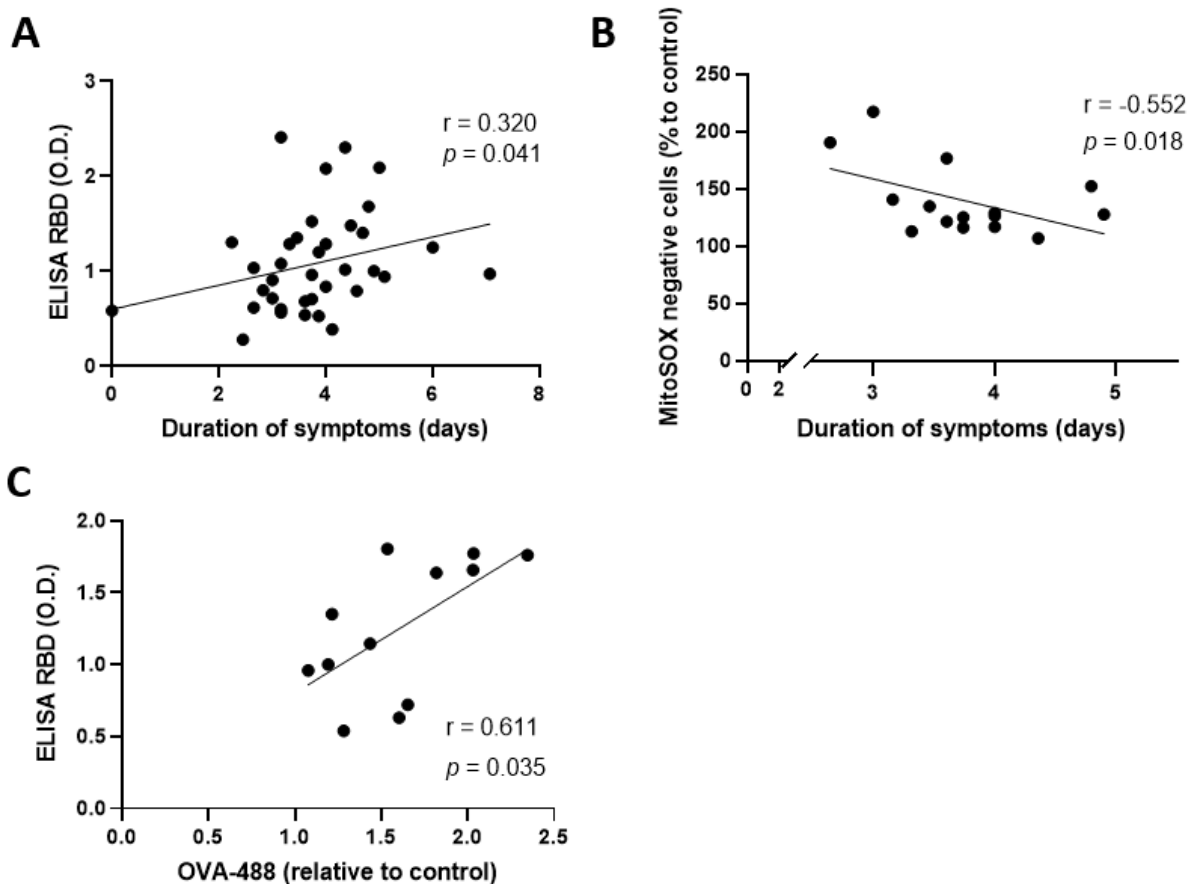 A
ELISA RBD (O.D.)
3
2
1
0
r = 0.320
p = 0.041
0 2 4 6 8
Duration of symptoms (days)
B
MitoSOX negative cells (% to control)
250
200
150
100
50
0
r = -0.552
p = 0.018
0 2 3 4 5
Duration of symptoms (days)
C
ELISA RBD (O.D.)
2.0
1.5
1.0
0.5
0.0
r = 0.611
p = 0.035
0.0 0.5 1.0 1.5 2.0 2.5
OVA-488 (relative to control)